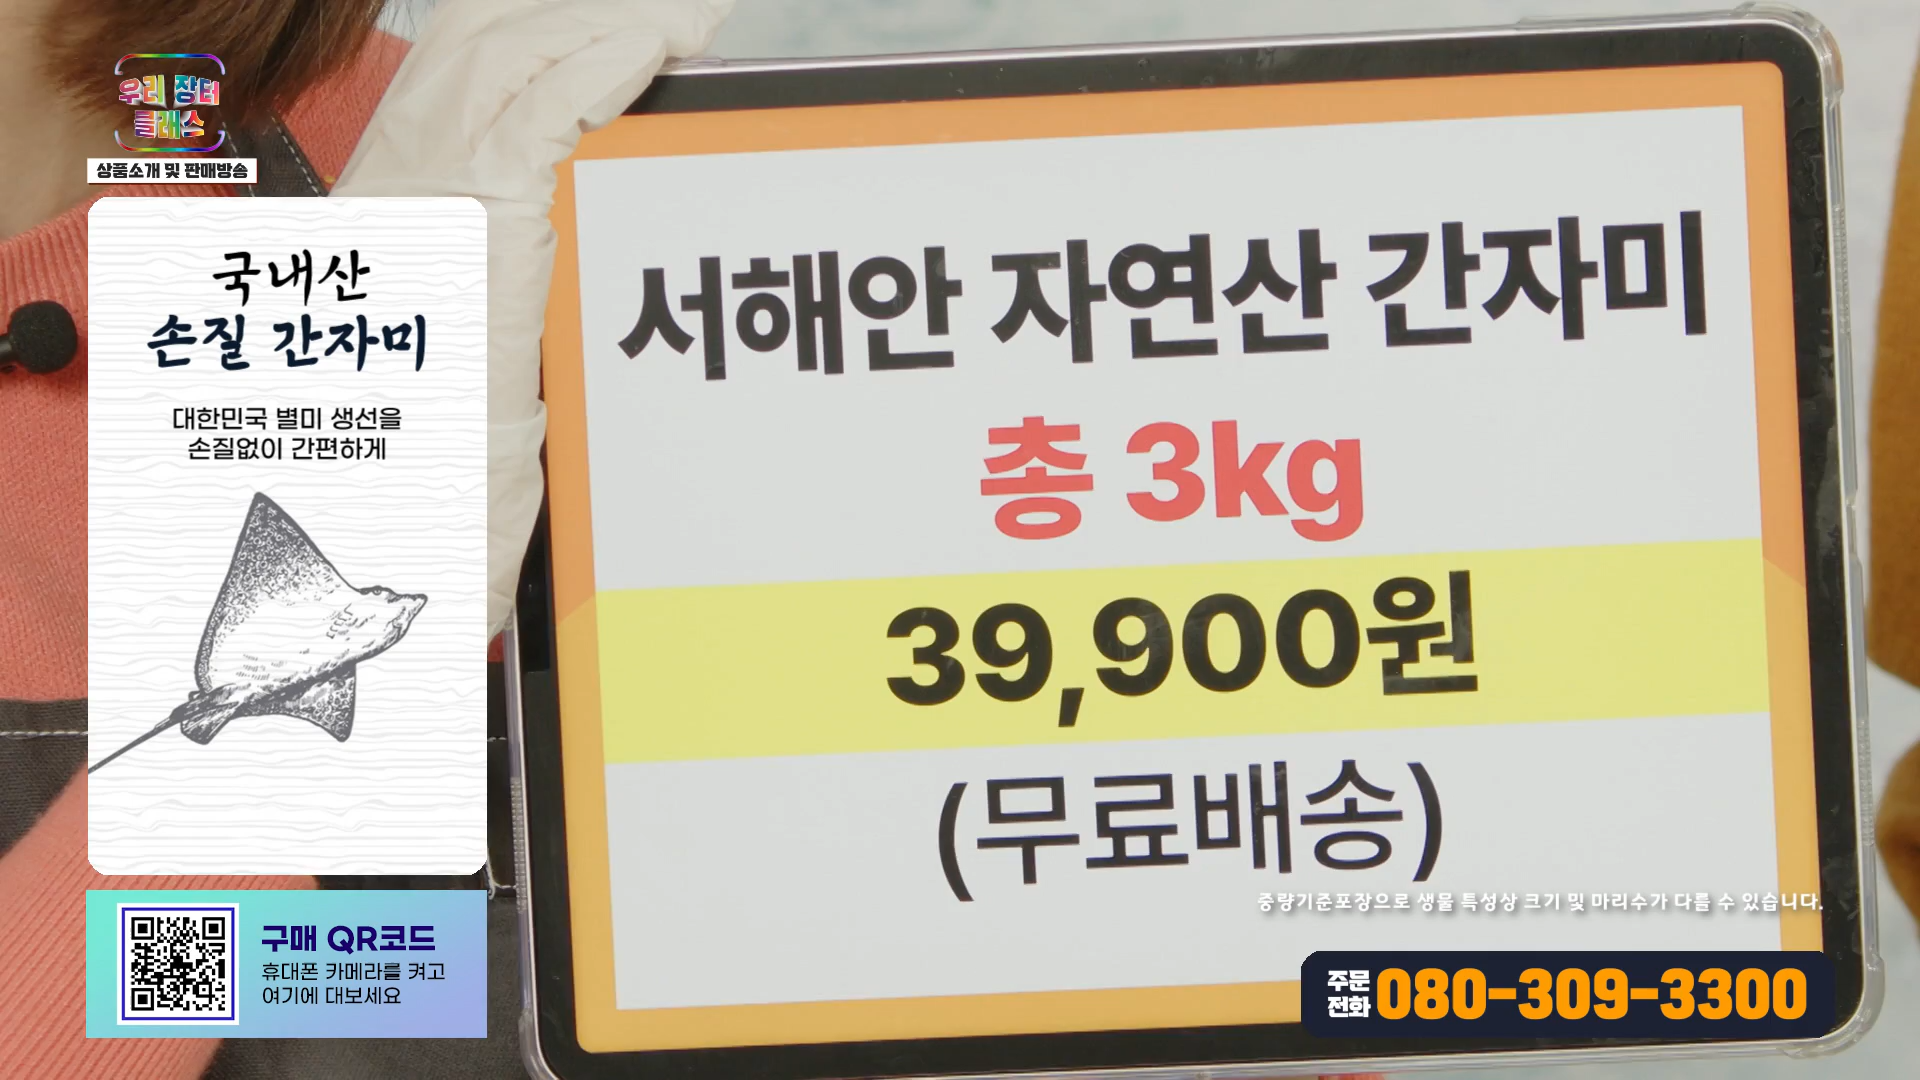 우리 장터
클래스
상품소개 및 판매방송
국내산
손질 간자미
대한민국 별미 생선을
손질없이 간편하게
구매 QR코드
휴대폰 카메라를 켜고
여기에 대보세요
서해안 자연산 간자미
총 3kg
39,900원
(무료배송)
중량기준포장으로 생물 특성상 크기 및 마리수가 다를 수 있습니다.
주문
전화 080-309-3300